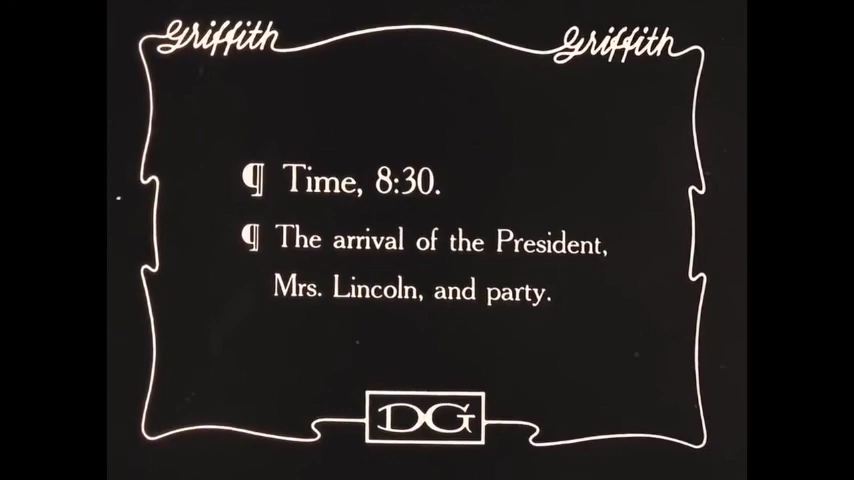 Griffith Griffith
¶ Time, 8:30.
¶ The arrival of the President,
Mrs. Lincoln, and party.
DG